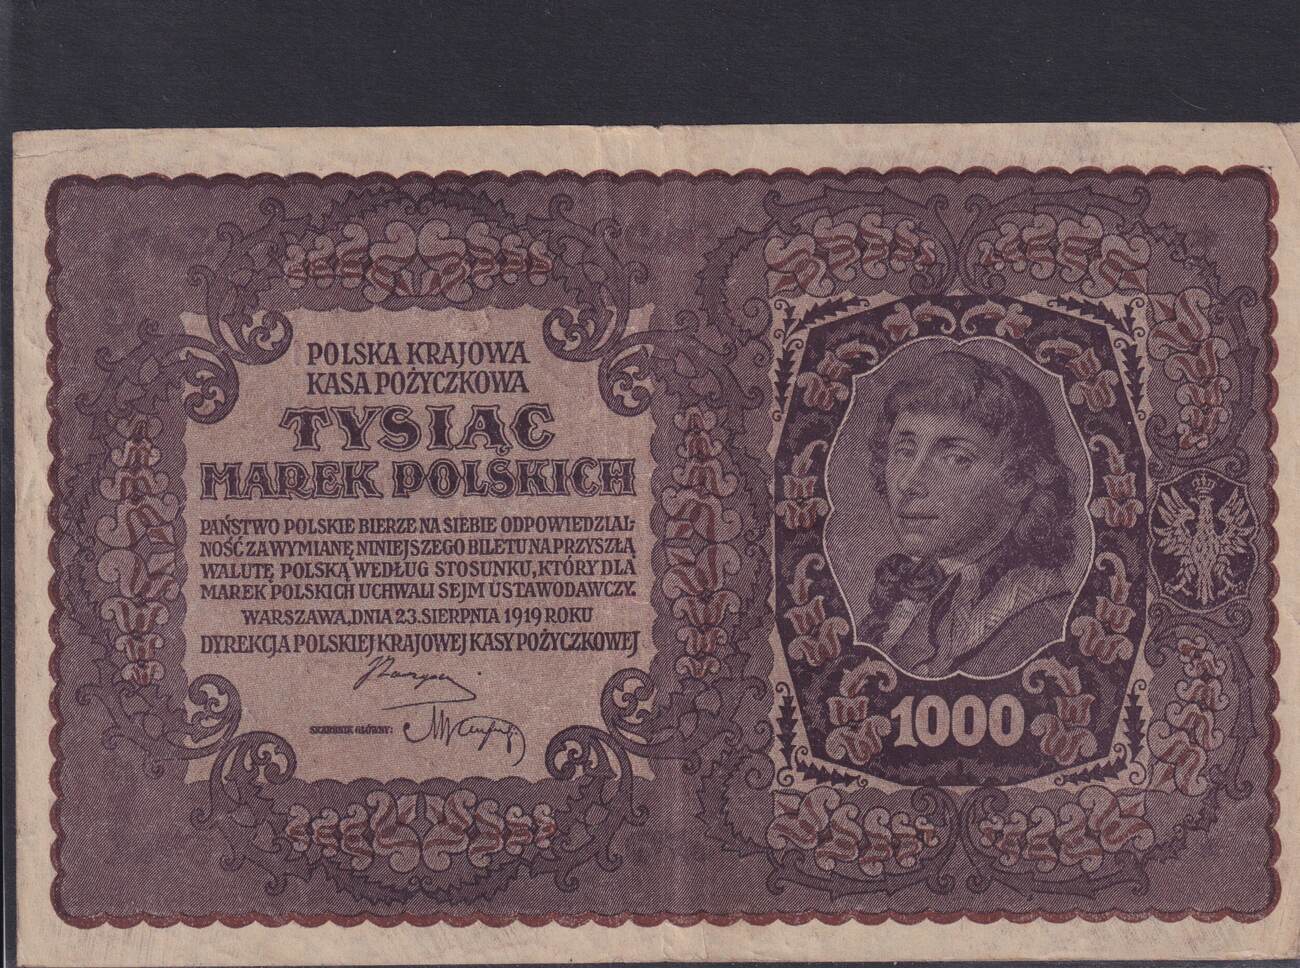 POLSKA KRAJOWA
KASA POŻYCZKOWA
TYSIĄC
MAREK POLSKICH
PAŃSTWO POLSKIE BIERZE NA SIEBIE ODPOWIEDZIAL-
NOŚĆ ZA WYMIANĘ NINIEJSZEGO BILETU NA PRZYSZŁĄ
WALUTĘ POLSKĄ WEDŁUG STOSUNKU, KTÓRY DLA
MAREK POLSKICH UCHWALI SEJM USTAWODAWCZY.
WARSZAWA, DNIA 23. SIERPNIA 1919 ROKU
DYREKCJA POLSKIEJ KRAJOWEJ KASY POŻYCZKOWEJ
SKARBNIK GŁÓWNY:
1000